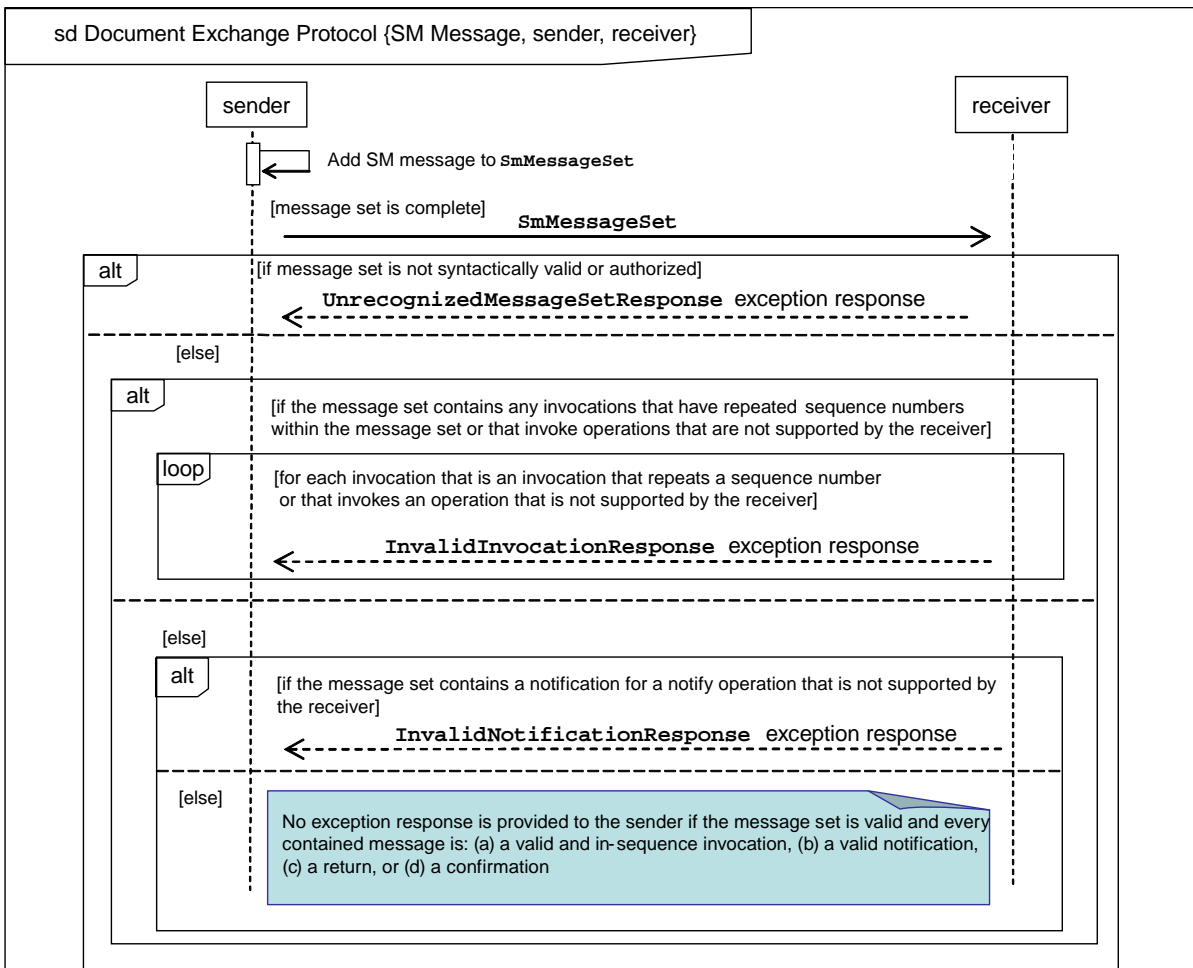 sd Document Exchange Protocol {SM Message, sender, receiver}
sender
receiver
Add SM message to SmMessageSet
[message set is complete]
SmMessageSet
alt
[if message set is not syntactically valid or authorized]
UnrecognizedMessageSetResponse exception response
[else]
alt
[if the message set contains any invocations that have repeated sequence numbers
within the message set or that invoke operations that are not supported by the receiver]
loop
[for each invocation that is an invocation that repeats a sequence number
or that invokes an operation that is not supported by the receiver]
InvalidInvocationResponse exception response
[else]
alt
[if the message set contains a notification for a notify operation that is not supported by
the receiver]
InvalidNotificationResponse exception response
[else]
No exception response is provided to the sender if the message set is valid and every
contained message is: (a) a valid and in-sequence invocation, (b) a valid notification,
(c) a return, or (d) a confirmation